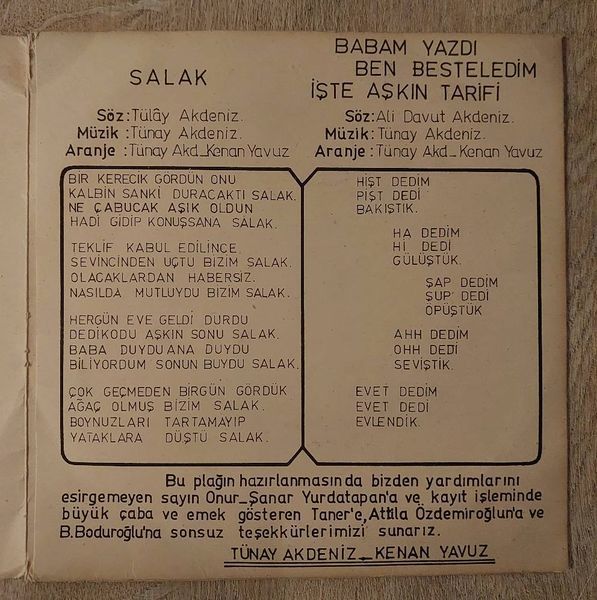 SALAK
Söz:Tülây Akdeniz.
Müzik :Tünay Akdeniz.
Aranje :Tünay Akd_Kenan Yavuz
BİR KERECİK GÖRDÜN ONU
KALBİN SANKİ DURACAKTI SALAK.
NE ÇABUCAK AŞIK OLDUN
HADİ GİDİP KONUŞSANA SALAK.
TEKLİF KABUL EDİLİNCE
SEVİNCİNDEN UÇTU BİZİM SALAK.
OLACAKLARDAN HABERSİZ.
NASILDA MUTLUYDU BİZİM SALAK.
HERGÜN EVE GELDİ DURDU
DEDİKODU AŞKIN SONU SALAK.
BABA DUYDU ANA DUYDU
BİLİYORDUM SONUN BUYDU SALAK.
ÇOK GEÇMEDEN BİRGÜN GÖRDÜK
AĞAÇ OLMUŞ BİZİM SALAK.
BOYNUZLARI TARTAMAYIP
YATAKLARA DÜŞTÜ SALAK.
BABAM YAZDI
BEN BESTELEDİM
İŞTE AŞKIN TARİFİ
Söz:Ali Davut Akdeniz.
Müzik: Tünay Akdeniz.
Aranje: Tünay Akd_Kenan Yavuz
HİŞT DEDİM
PİŞT DEDİ
BAKIŞTIK.
HA DEDİM
Hİ DEDİ
GÜLÜŞTÜK.
ŞAP DEDİM
ŞUP DEDİ
ÖPÜŞTÜK
AHH DEDİM
OHH DEDİ
SEVİŞTİK.
EVET DEDİM
EVET DEDİ
EVLENDİK.
Bu plağın hazırlanmasında bizden yardımlarını
esirgemeyen sayın Onur_Şanar Yurdatapan'a ve kayıt işleminde
büyük çaba ve emek gösteren Taner'e, Attila Özdemiroğlun'a ve
B.Boduroğlu'na sonsuz teşekkürlerimizi sunarız.
TÜNAY AKDENİZ_KENAN YAVUZ